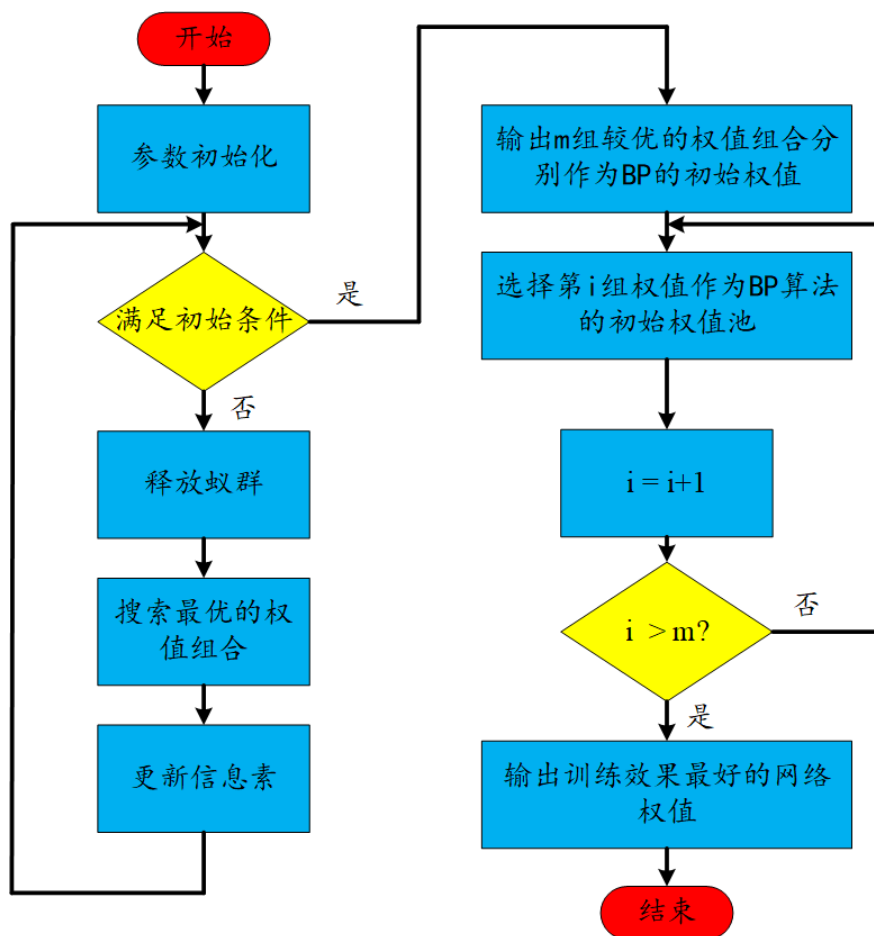 开始
参数初始化
满足初始条件
是
否
释放蚁群
搜索最优的权
值组合
更新信息素
输出m组较优的权值组合分
别作为BP的初始权值
选择第i组权值作为BP算法
的初始权值池
i = i+1
i > m?
否
是
输出训练效果最好的网络
权值
结束